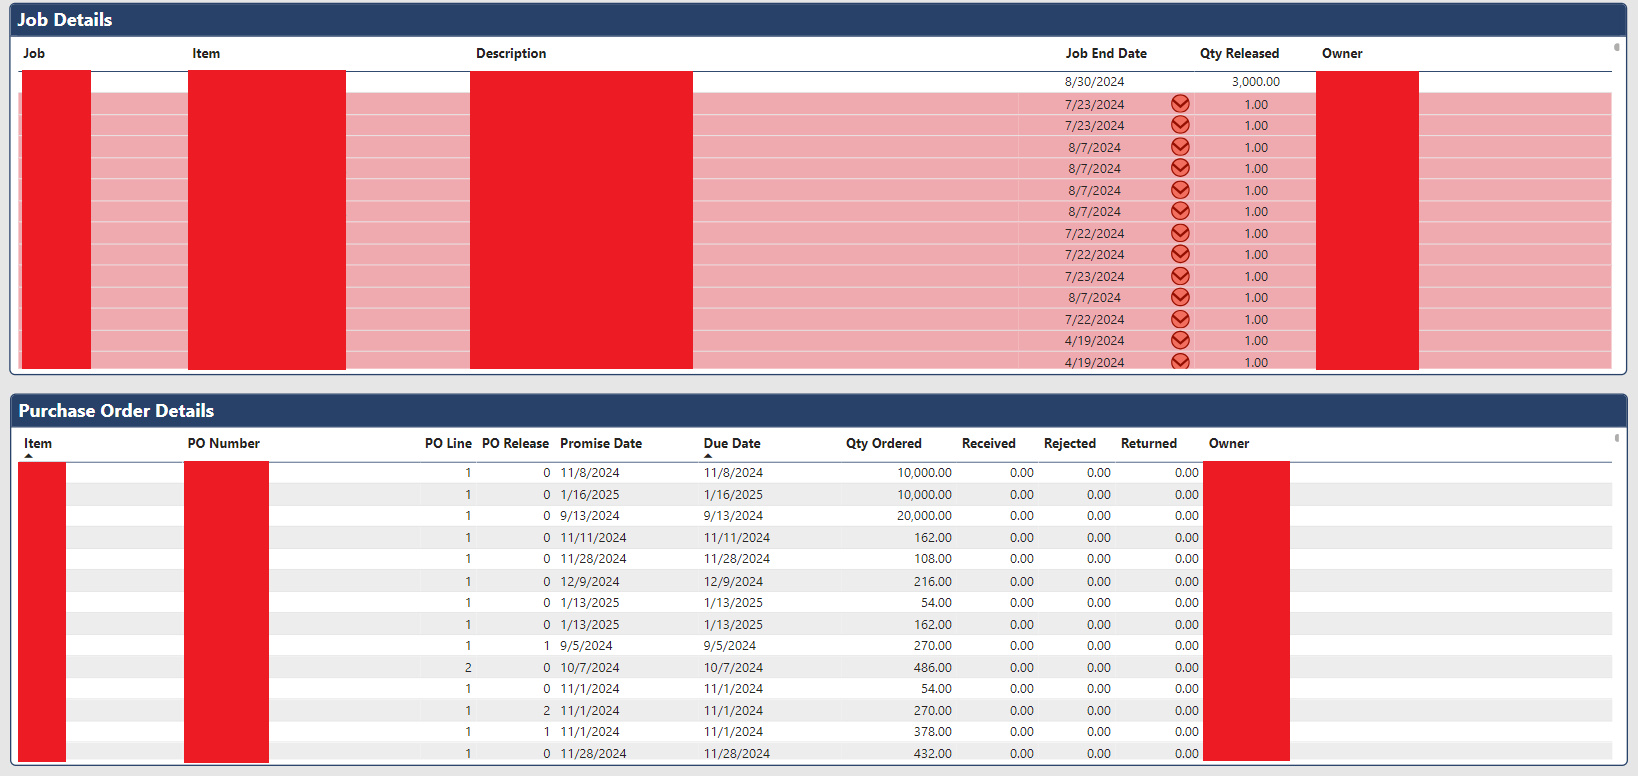 Job Details
Job Item Description Job End Date Qty Released Owner
8/30/2024 3,000.00
7/23/2024 1.00
7/23/2024 1.00
8/7/2024 1.00
8/7/2024 1.00
8/7/2024 1.00
8/7/2024 1.00
7/22/2024 1.00
7/22/2024 1.00
7/23/2024 1.00
8/7/2024 1.00
7/22/2024 1.00
4/19/2024 1.00
4/19/2024 1.00
Purchase Order Details
Item PO Number PO Line PO Release Promise Date Due Date Qty Ordered Received Rejected Returned Owner
1 0 11/8/2024 11/8/2024 10,000.00 0.00 0.00 0.00
1 0 1/16/2025 1/16/2025 10,000.00 0.00 0.00 0.00
1 0 9/13/2024 9/13/2024 20,000.00 0.00 0.00 0.00
1 0 11/11/2024 11/11/2024 162.00 0.00 0.00 0.00
1 0 11/28/2024 11/28/2024 108.00 0.00 0.00 0.00
1 0 12/9/2024 12/9/2024 216.00 0.00 0.00 0.00
1 0 1/13/2025 1/13/2025 54.00 0.00 0.00 0.00
1 0 1/13/2025 1/13/2025 162.00 0.00 0.00 0.00
1 1 9/5/2024 9/5/2024 270.00 0.00 0.00 0.00
2 0 10/7/2024 10/7/2024 486.00 0.00 0.00 0.00
1 0 11/1/2024 11/1/2024 54.00 0.00 0.00 0.00
1 2 11/1/2024 11/1/2024 270.00 0.00 0.00 0.00
1 1 11/1/2024 11/1/2024 378.00 0.00 0.00 0.00
1 0 11/28/2024 11/28/2024 432.00 0.00 0.00 0.00